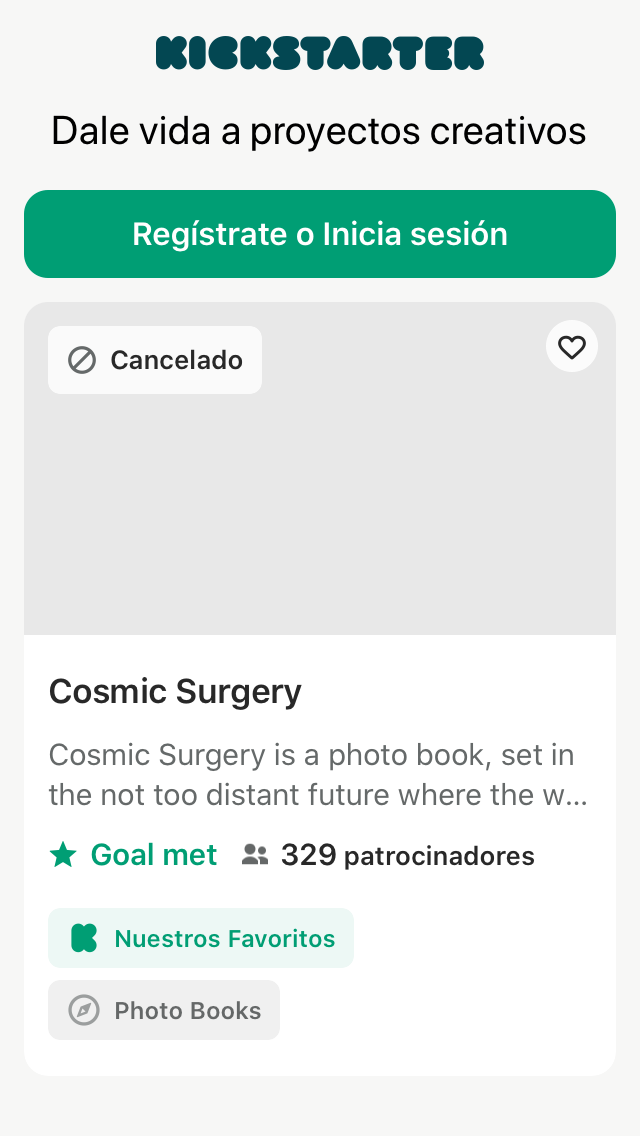 KICKSTARTER
Dale vida a proyectos creativos
Regístrate o Inicia sesión
Cancelado
Cosmic Surgery
Cosmic Surgery is a photo book, set in
the not too distant future where the w...
Goal met 329 patrocinadores
Nuestros Favoritos
Photo Books